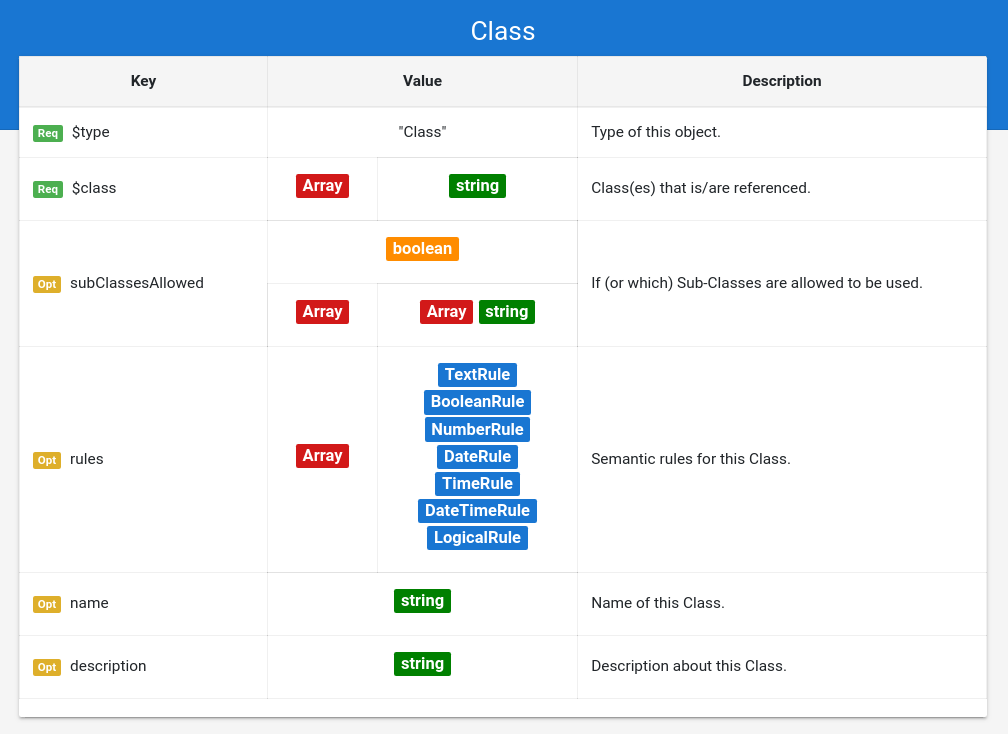 Class
Key Value Description
Req $type "Class" Type of this object.
Req $class Array string Class(es) that is/are referenced.
Opt subClassesAllowed boolean If (or which) Sub-Classes are allowed to be used.
Array Array string
Opt rules Array TextRule Semantic rules for this Class.
BooleanRule
NumberRule
DateRule
TimeRule
DateTimeRule
LogicalRule
Opt name string Name of this Class.
Opt description string Description about this Class.